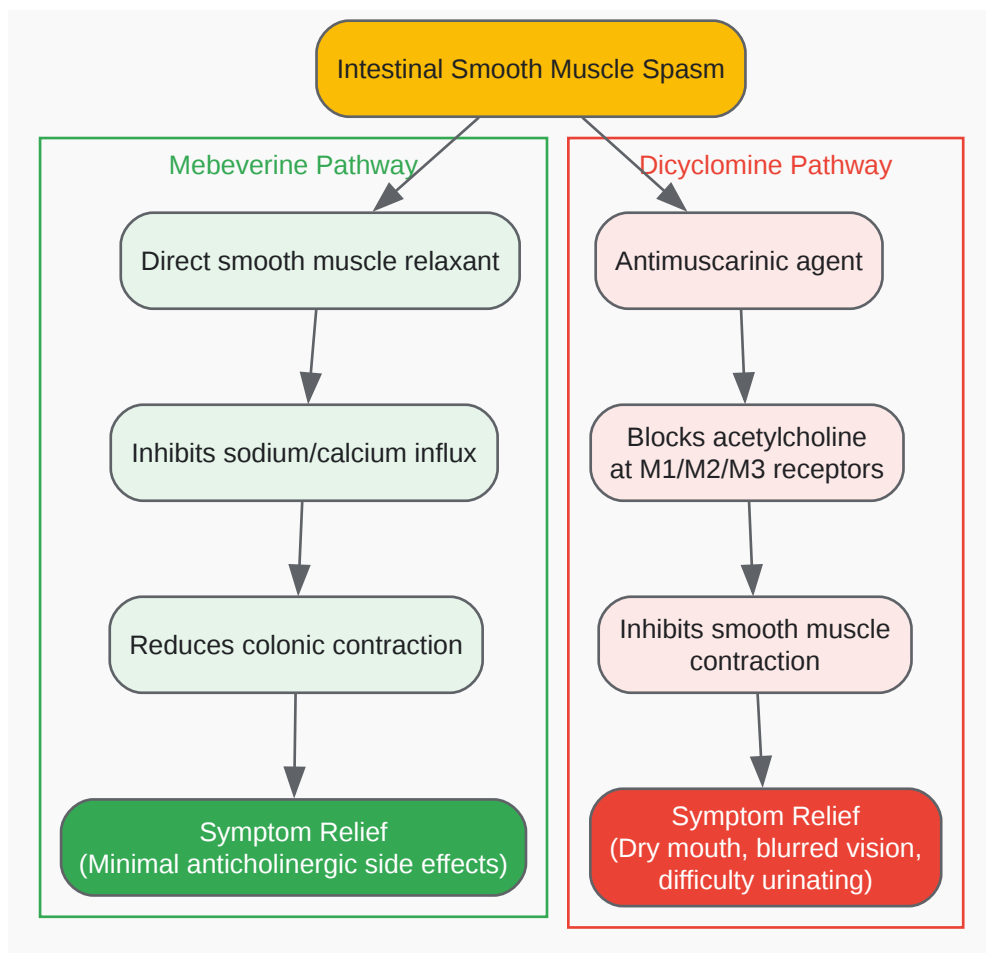 Intestinal Smooth Muscle Spasm
Mebeverine Pathway
Direct smooth muscle relaxant
Inhibits sodium/calcium influx
Reduces colonic contraction
Symptom Relief
(Minimal anticholinergic side effects)
Dicyclomine Pathway
Antimuscarinic agent
Blocks acetylcholine
at M1/M2/M3 receptors
Inhibits smooth muscle
contraction
Symptom Relief
(Dry mouth, blurred vision,
difficulty urinating)